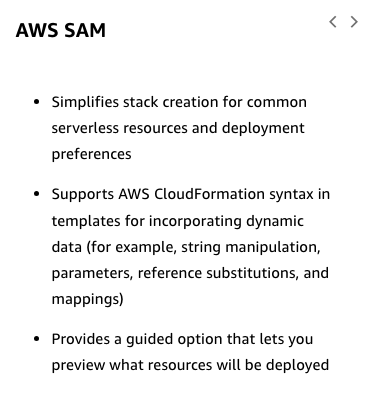 AWS SAM
• Simplifies stack creation for common
serverless resources and deployment
preferences
• Supports AWS CloudFormation syntax in
templates for incorporating dynamic
data (for example, string manipulation,
parameters, reference substitutions, and
mappings)
• Provides a guided option that lets you
preview what resources will be deployed